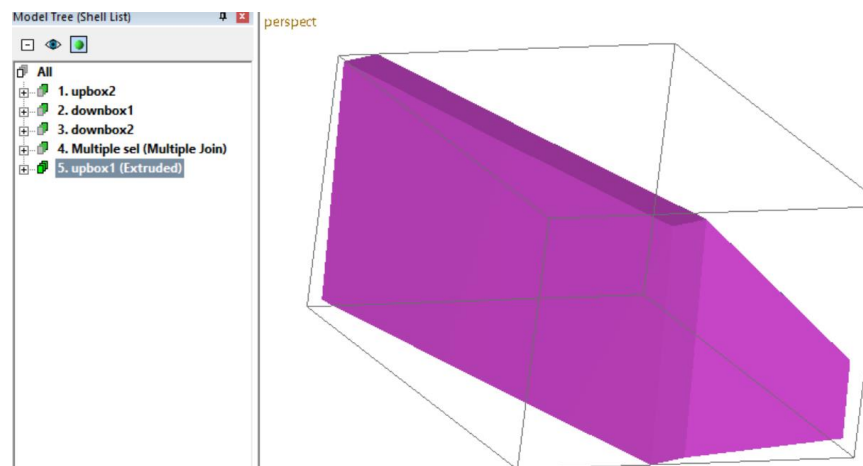 Model Tree (Shell List)
perspect
All
1. upbox2
2. downbox1
3. downbox2
4. Multiple sel (Multiple Join)
5. upbox1 (Extruded)